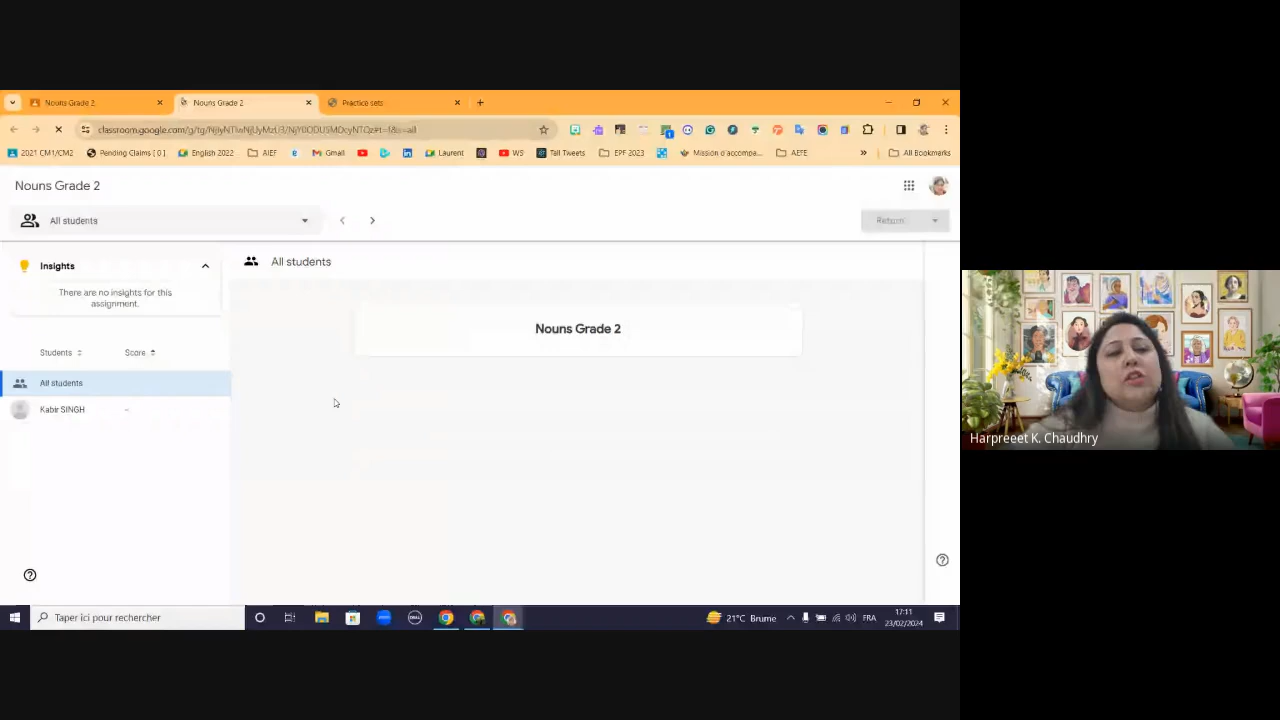 Nouns Grade 2
Nouns Grade 2
Practice sets
2021 CM1/CM2
Pending Claims [ 0 ]
English 2022
AIEF
Gmail
Laurent
WS
Tall Tweets
EPF 2023
Mission d'accompa...
AEFE
»
All Bookmarks
Nouns Grade 2
All students
Return
Insights
There are no insights for this
assignment.
All students
Nouns Grade 2
Students
Score
All students
Kabir SINGH
–
Harpreeet K. Chaudhry
Taper ici pour rechercher
DELL
21°C Brume
FRA
17:11
23/02/2024